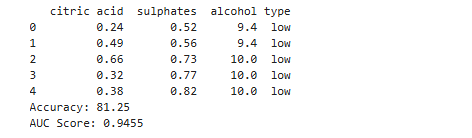 citric acid sulphates alcohol type
0 0.24 0.52 9.4 low
1 0.49 0.56 9.4 low
2 0.66 0.73 10.0 low
3 0.32 0.77 10.0 low
4 0.38 0.82 10.0 low
Accuracy: 81.25
AUC Score: 0.9455